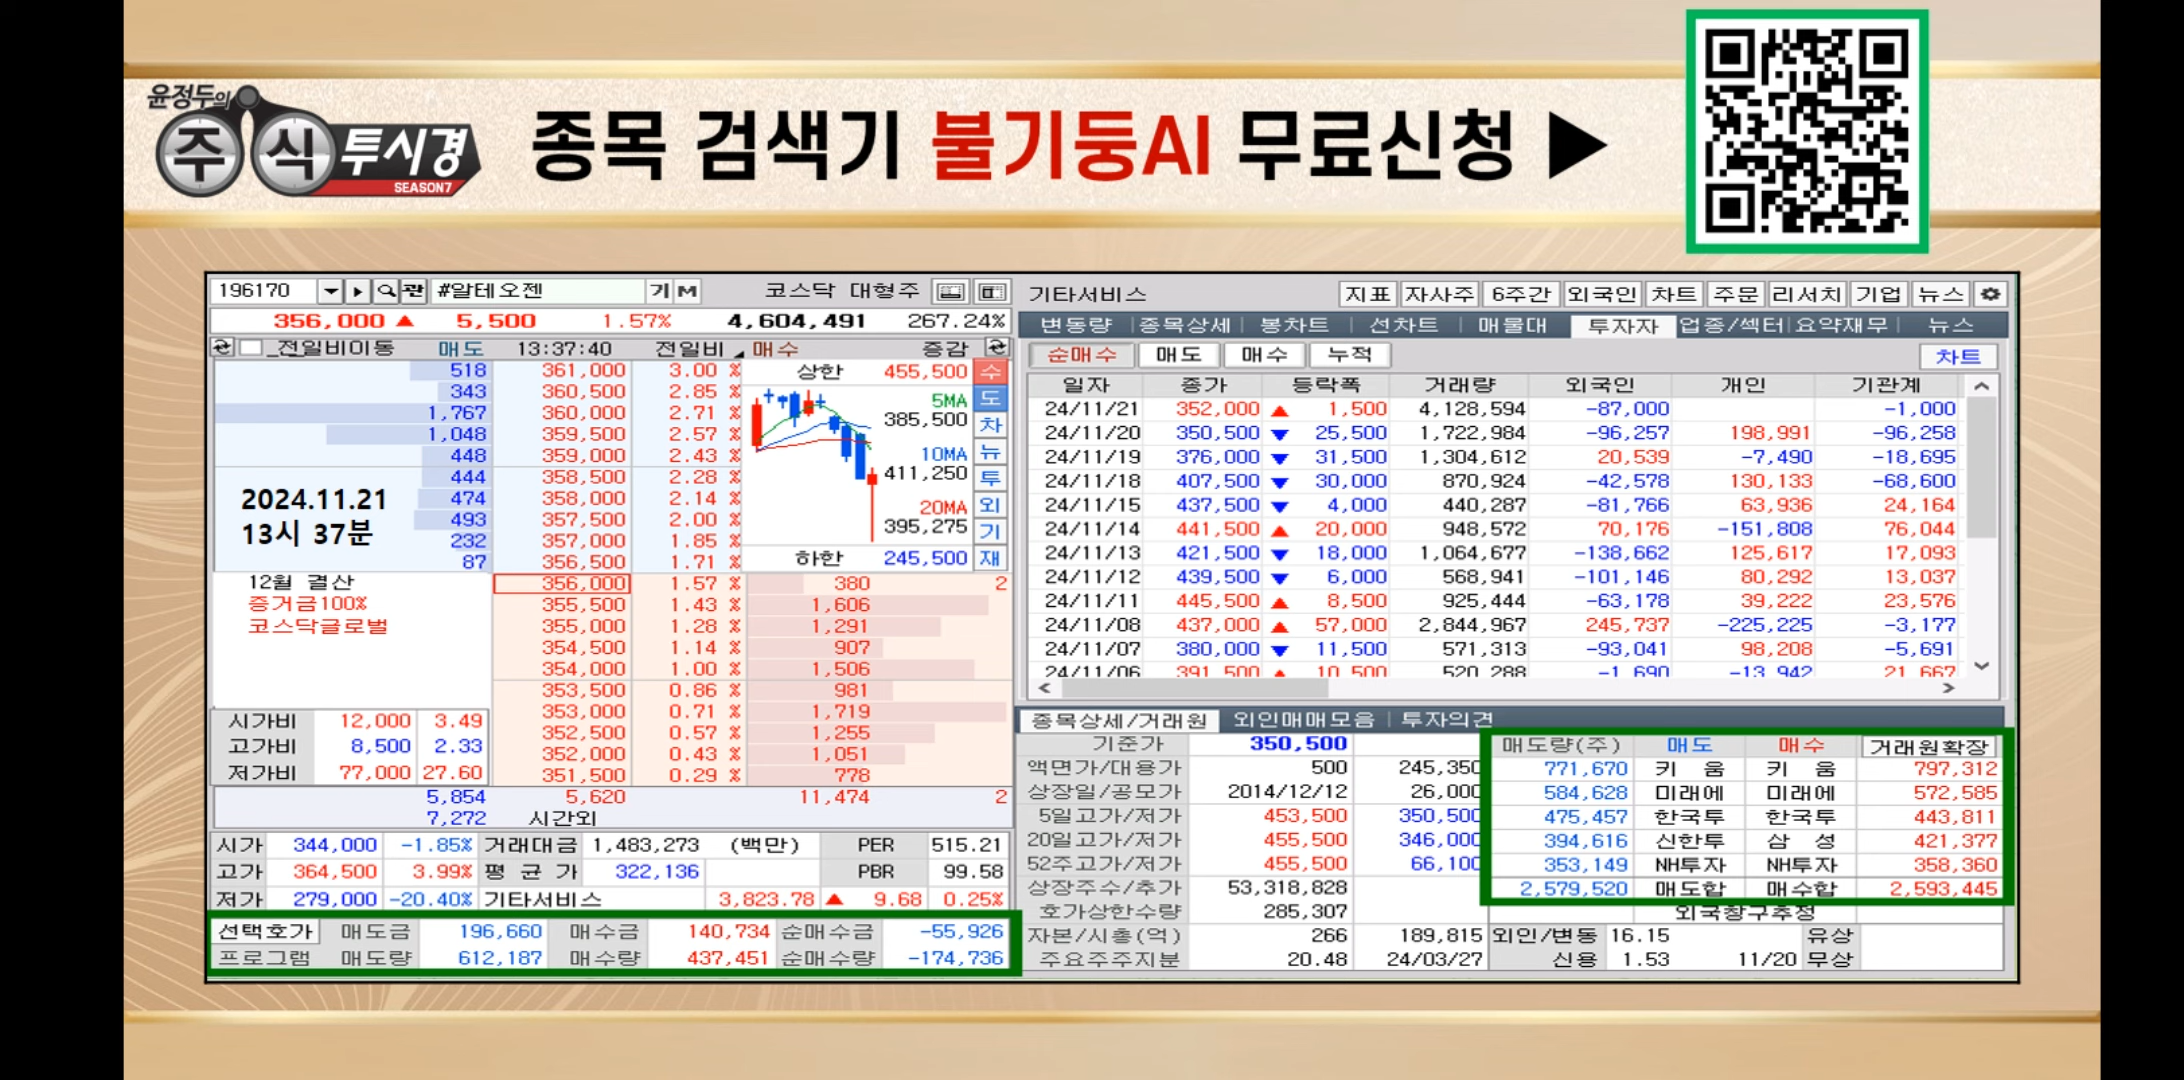 윤정두의
주식투시경
SEASON7
종목 검색기 불기둥AI 무료신청 ▶
196170 #알테오젠 기 M 코스닥 대형주
356,000 ▲ 5,500 1.57% 4,604,491 267.24%
전일비이동 매도 13:37:40 전일비 매수 증감
518 361,000 3.00 % 상한 455,500 수
343 360,500 2.85 % 5MA 도
1,767 360,000 2.71 % 385,500
1,048 359,500 2.57 % 차
448 359,000 2.43 % 10MA 뉴
444 358,500 2.28 % 411,250 투
474 358,000 2.14 % 20MA 외
493 357,500 2.00 % 395,275
232 357,000 1.85 % 기
87 356,500 1.71 % 하한 245,500 재
2024.11.21
13시 37분
12월 결산 356,000 1.57 % 380 2
증거금100% 355,500 1.43 % 1,606
코스닥글로벌 355,000 1.28 % 1,291
354,500 1.14 % 907
354,000 1.00 % 1,506
353,500 0.86 % 981
시가비 12,000 3.49 353,000 0.71 % 1,719
고가비 8,500 2.33 352,500 0.57 % 1,255
352,000 0.43 % 1,051
저가비 77,000 27.60 351,500 0.29 % 778
5,854 5,620 11,474 2
7,272 시간외
시가 344,000 -1.85% 거래대금 1,483,273 (백만) PER 515.21
고가 364,500 3.99% 평 균 가 322,136 PBR 99.58
저가 279,000 -20.40% 기타서비스 3,823.78 ▲ 9.68 0.25%
선택호가 매도금 196,660 매수금 140,734 순매수금 -55,926
프로그램 매도량 612,187 매수량 437,451 순매수량 -174,736
기타서비스 지표 자사주 6주간 외국인 차트 주문 리서치 기업 뉴스
변동량 종목상세 봉차트 선차트 매물대 투자자 업종/섹터 요약재무 뉴스
순매수 매도 매수 누적 차트
일자 종가 등락폭 거래량 외국인 개인 기관계
24/11/21 352,000 ▲ 1,500 4,128,594 -87,000 -1,000
24/11/20 350,500 ▼ 25,500 1,722,984 -96,257 198,991 -96,258
24/11/19 376,000 ▼ 31,500 1,304,612 20,539 -7,490 -18,695
24/11/18 407,500 ▼ 30,000 870,924 -42,578 130,133 -68,600
24/11/15 437,500 ▼ 4,000 440,287 -81,766 63,936 24,164
24/11/14 441,500 ▲ 20,000 948,572 70,176 -151,808 76,044
24/11/13 421,500 ▼ 18,000 1,064,677 -138,662 125,617 17,093
24/11/12 439,500 ▼ 6,000 568,941 -101,146 80,292 13,037
24/11/11 445,500 ▲ 8,500 925,444 -63,178 39,222 23,576
24/11/08 437,000 ▲ 57,000 2,844,967 245,737 -225,225 -3,177
24/11/07 380,000 ▼ 11,500 571,313 -93,041 98,208 -5,691
24/11/06 391,500 ▲ 10,500 520,288 -1,690 -13,942 21,667
종목상세/거래원 외인매매모음 투자의견
기준가 350,500
액면가/대용가 500 245,350
상장일/공모가 2014/12/12 26,000
5일고가/저가 453,500 350,500
20일고가/저가 455,500 346,000
52주고가/저가 455,500 66,100
상장주수/추가 53,318,828
호가상한수량 285,307
자본/시총(억) 266 189,815
주요주주지분 20.48 24/03/27
매도량(주) 매도 매수 거래원확장
771,670 키 움 키 움 797,312
584,628 미래에 미래에 572,585
475,457 한국투 한국투 443,811
394,616 신한투 삼 성 421,377
353,149 NH투자 NH투자 358,360
2,579,520 매도합 매수합 2,593,445
외국창구추정
외인/변동 16.15 유상
신용 1.53 11/20 무상